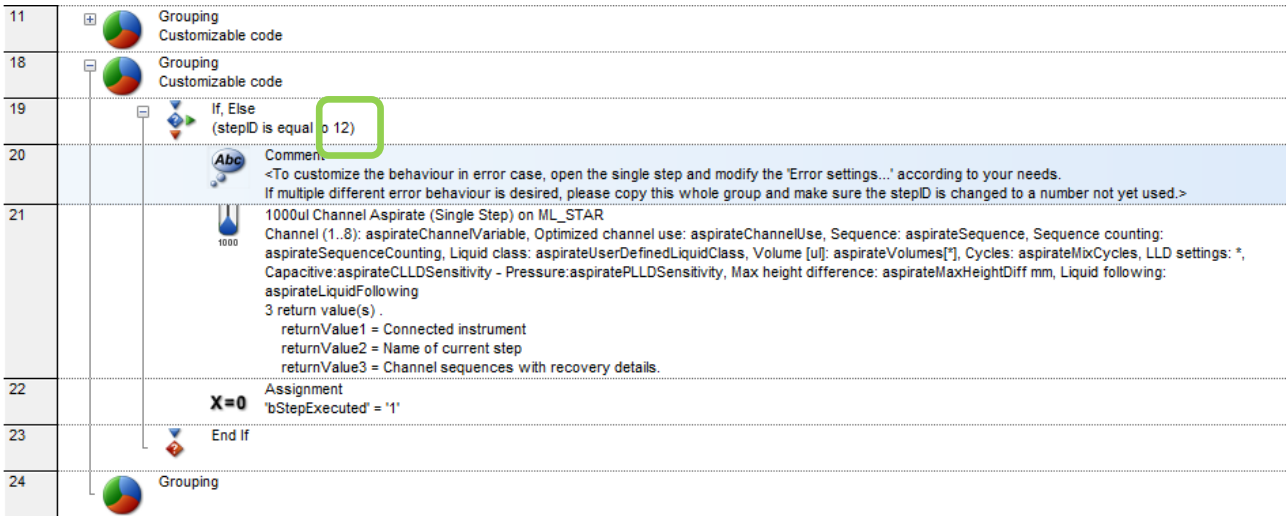 11
Grouping
Customizable code
18
Grouping
Customizable code
19
If, Else
(stepID is equal to 12)
20
Abc
Comment
<To customize the behaviour in error case, open the single step and modify the 'Error settings...' according to your needs.
If multiple different error behaviour is desired, please copy this whole group and make sure the stepID is changed to a number not yet used.>
21
1000
1000ul Channel Aspirate (Single Step) on ML_STAR
Channel (1..8): aspirateChannelVariable, Optimized channel use: aspirateChannelUse, Sequence: aspirateSequence, Sequence counting:
aspirateSequenceCounting, Liquid class: aspirateUserDefinedLiquidClass, Volume [ul]: aspirateVolumes[*], Cycles: aspirateMixCycles, LLD settings: *,
Capacitive:aspirateCLLDSensitivity - Pressure:aspiratePLLDSensitivity, Max height difference: aspirateMaxHeightDiff mm, Liquid following:
aspirateLiquidFollowing
3 return value(s) .
returnValue1 = Connected instrument
returnValue2 = Name of current step
returnValue3 = Channel sequences with recovery details.
22
X=0
Assignment
'bStepExecuted' = '1'
23
End If
24
Grouping